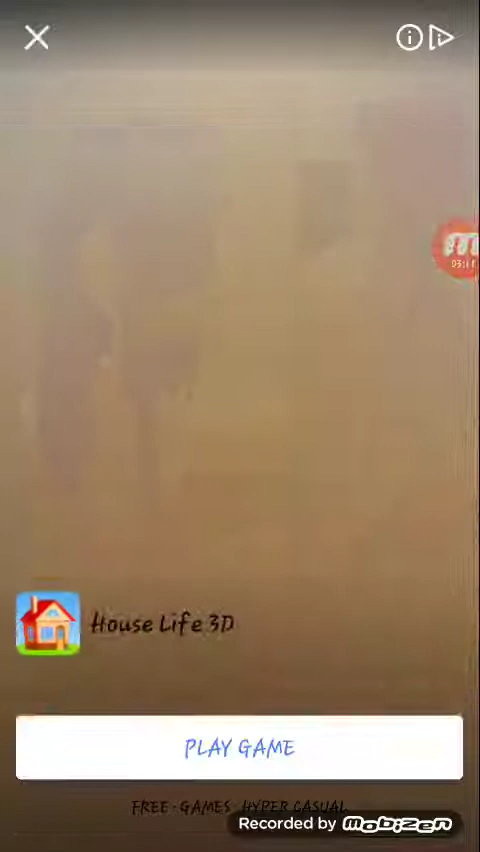 House Life 3D
PLAY GAME
FREE · GAMES · HYPER CASUAL
Recorded by mobizen